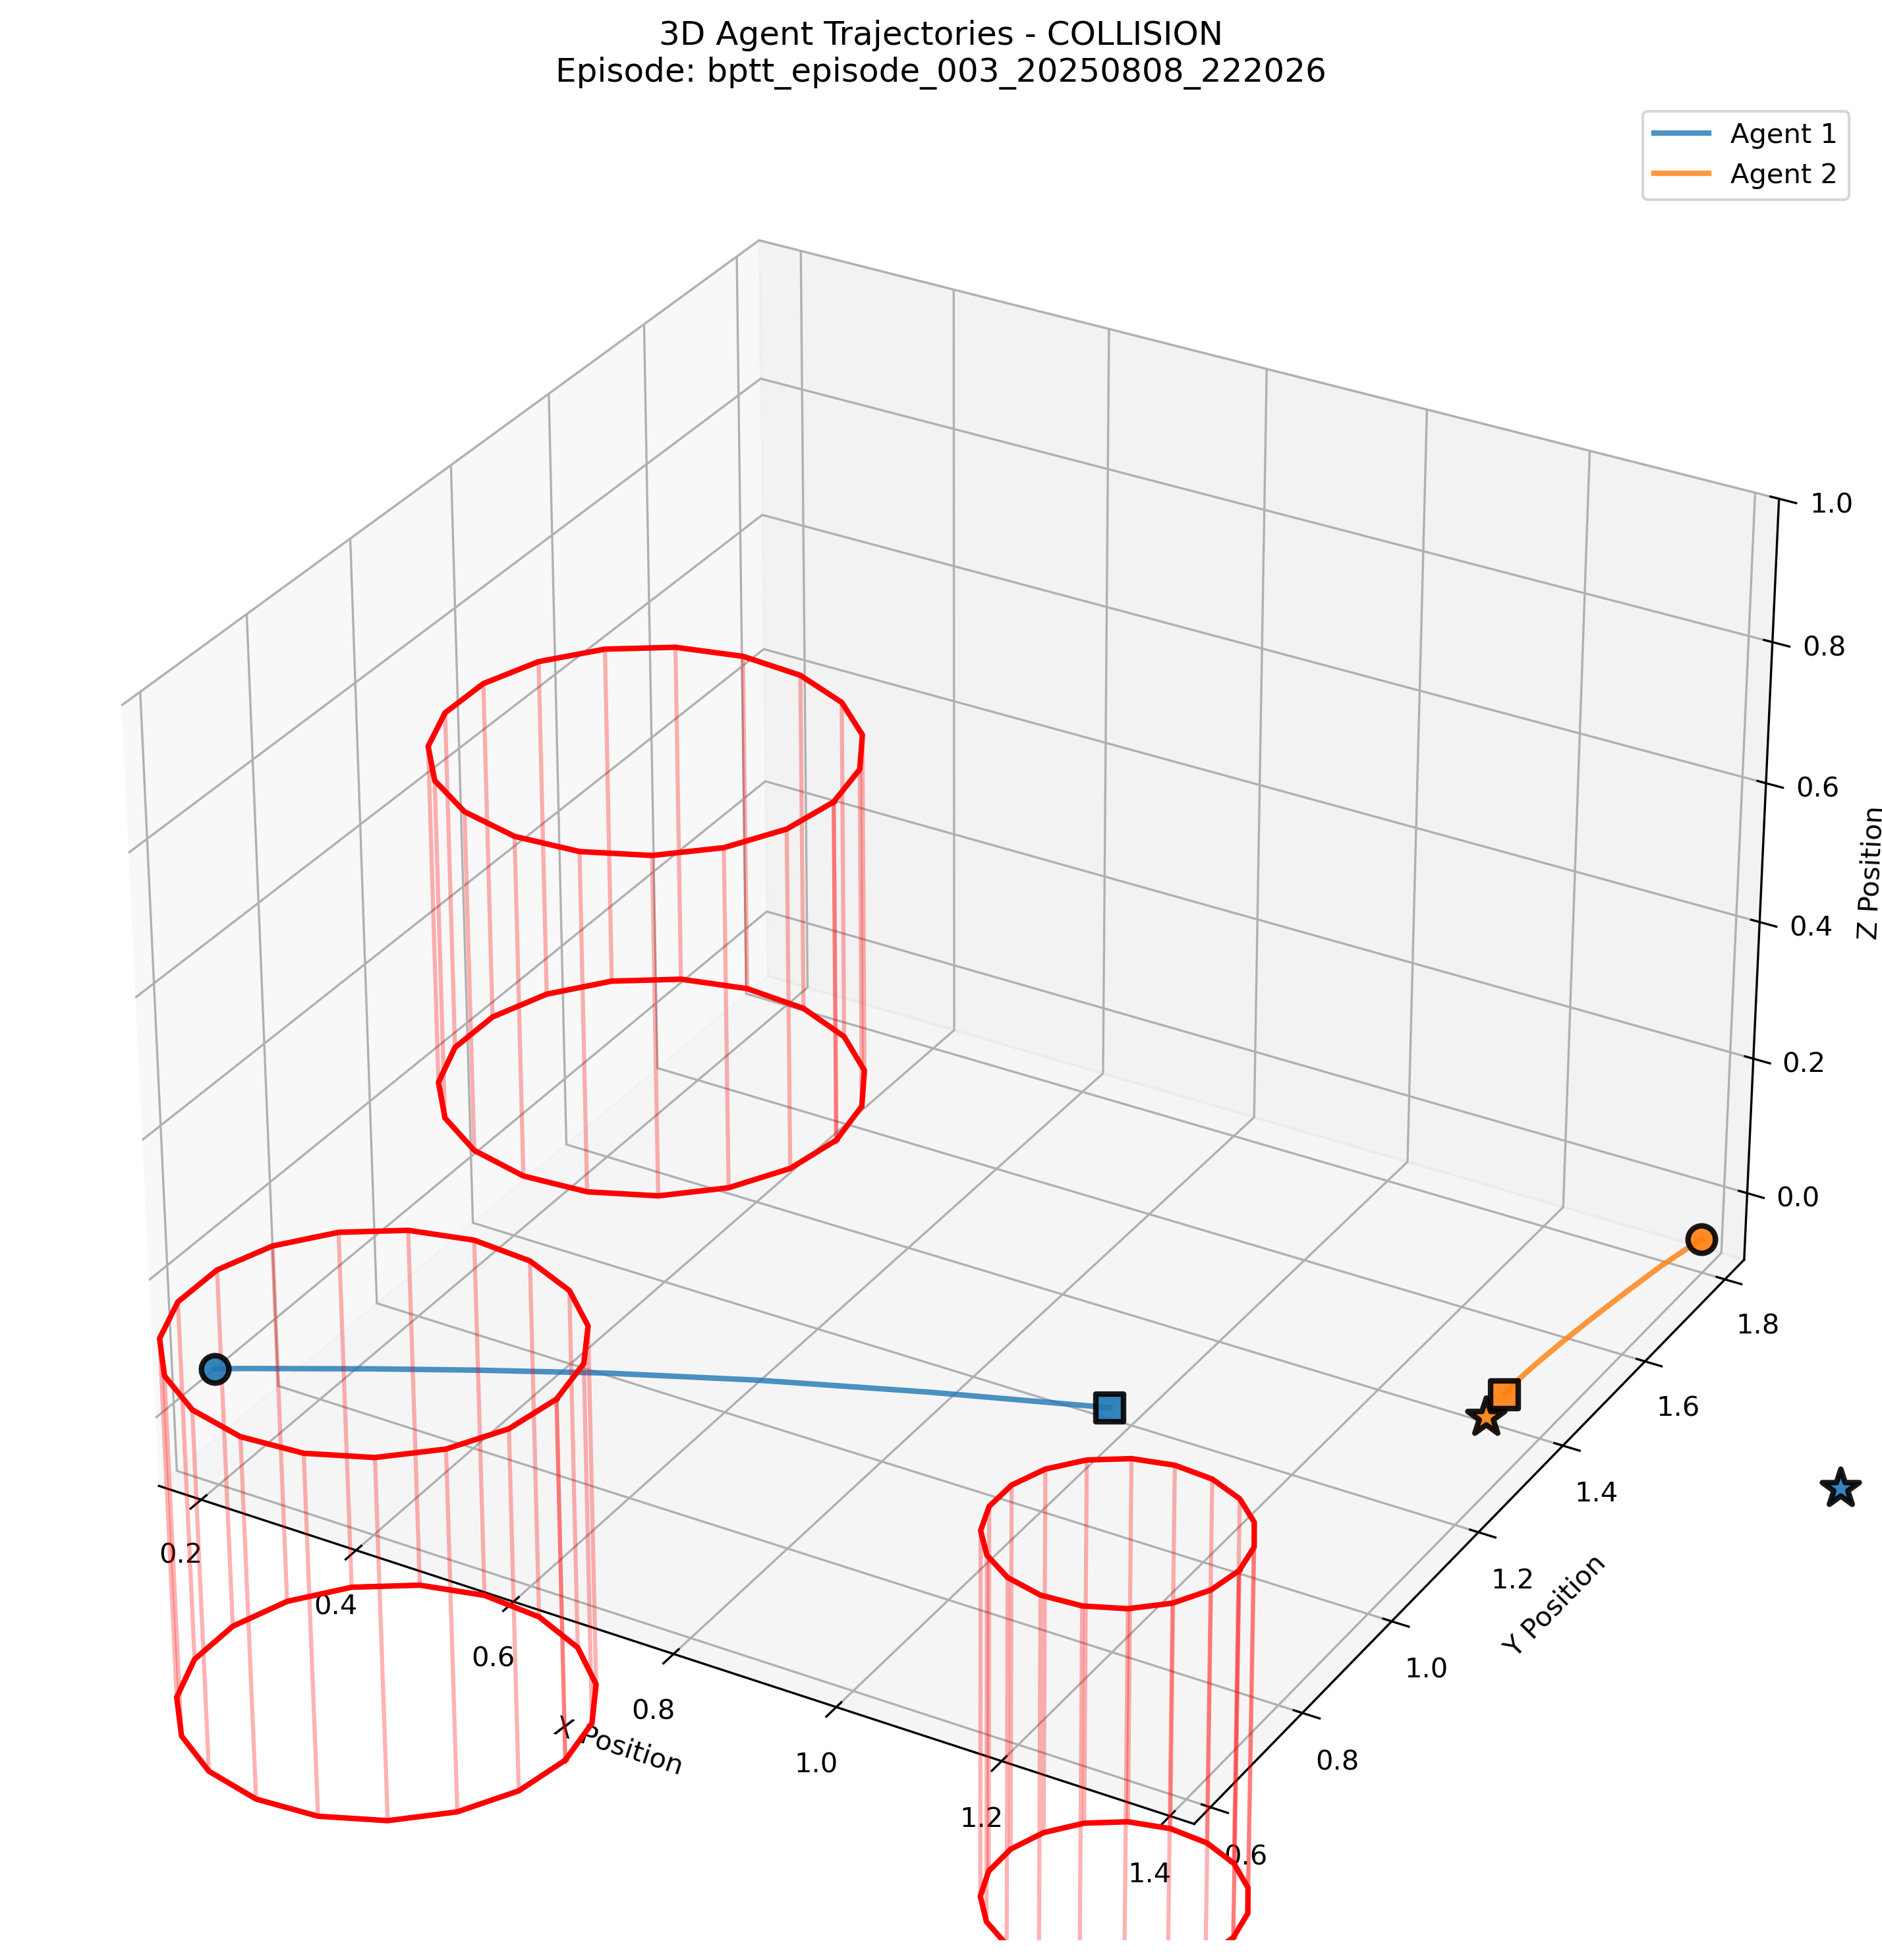 3D Agent Trajectories - COLLISION
Episode: bptt_episode_003_20250808_222026
Agent 1
Agent 2
1.0
0.8
0.6
0.4
0.2
0.0
Z Position
1.8
1.6
1.4
1.2
1.0
0.8
0.6
Y Position
0.2
0.4
0.6
0.8
1.0
1.2
1.4
X Position